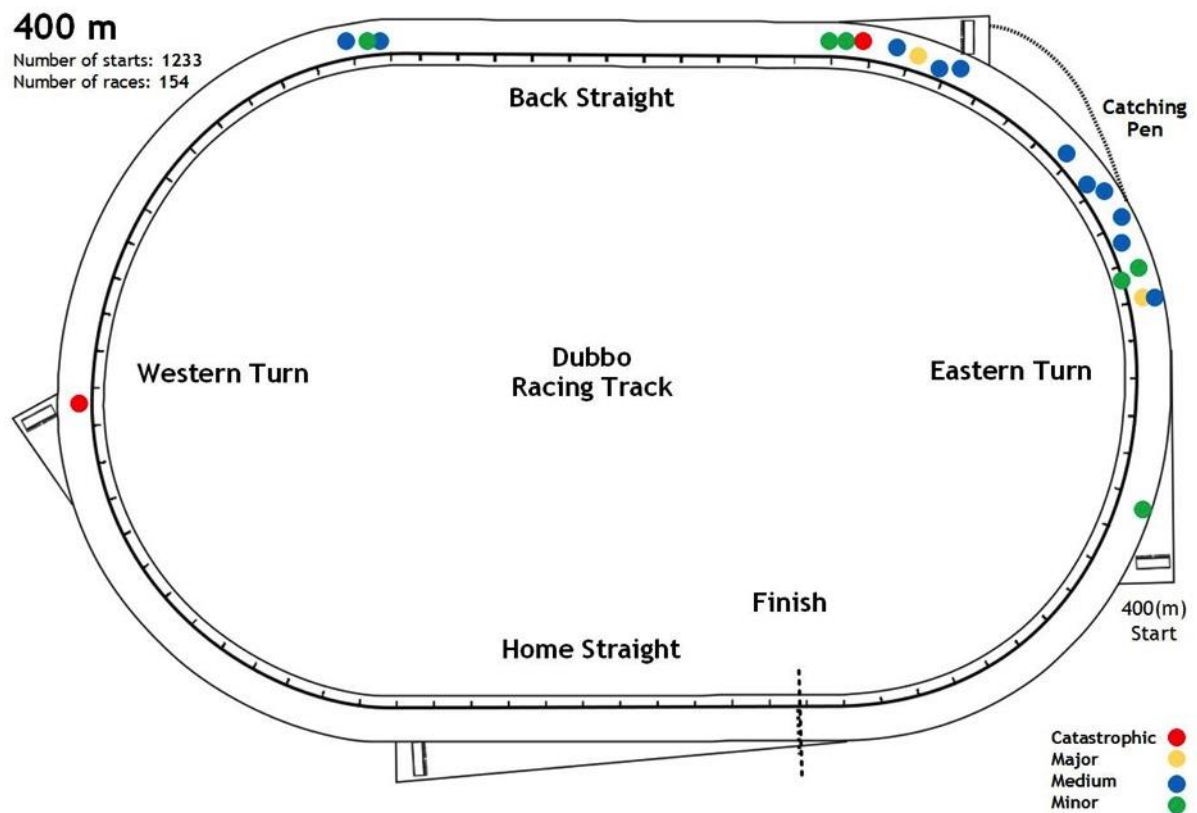 400 m
Number of starts: 1233
Number of races: 154
Back Straight
Catching
Pen
Western Turn
Dubbo
Racing Track
Eastern Turn
Finish
400(m)
Start
Home Straight
Catastrophic
Major
Medium
Minor